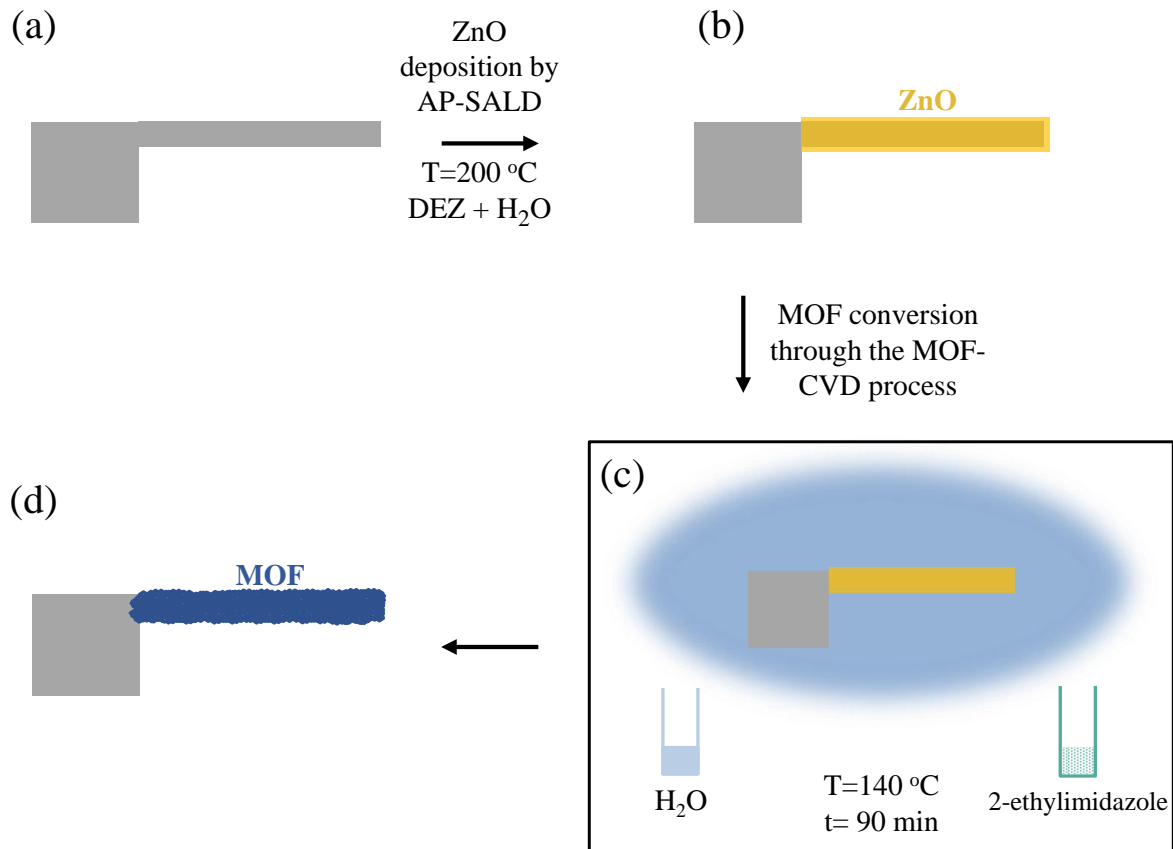 (a)
ZnO
deposition by
AP-SALD
T=200 °C
DEZ + H₂O
(b)
ZnO
MOF conversion
through the MOF-
CVD process
(c)
H₂O
T=140 °C
t= 90 min
2-ethylimidazole
(d)
MOF